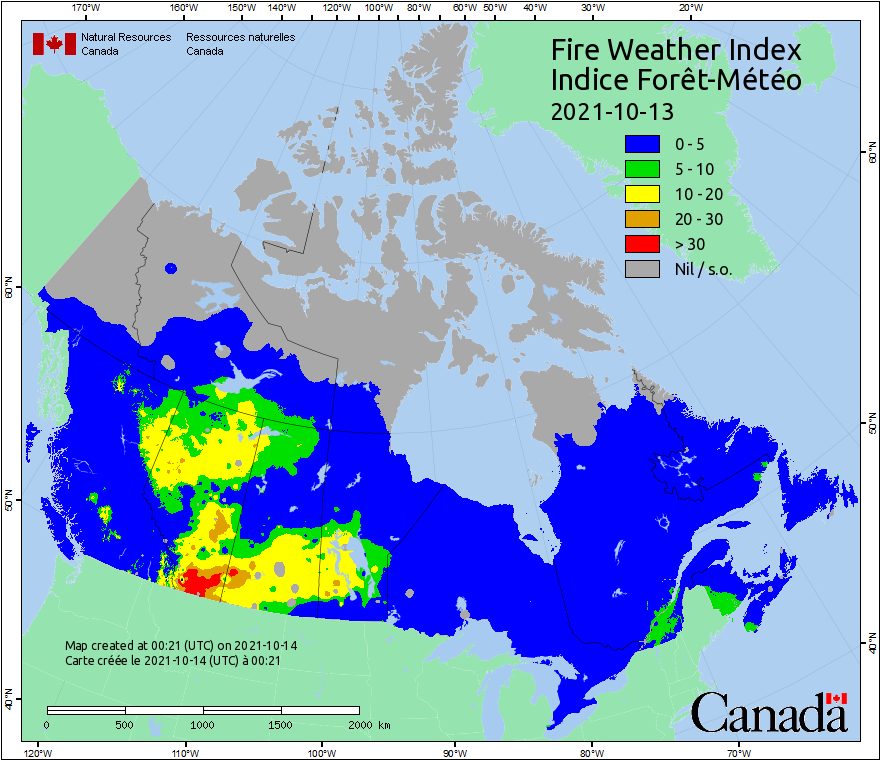 170°W 160°W 150°W 140°W 130°W 120°W 110°W 100°W 90°W 80°W 60°W 50°W 40°W 30°W 20°W
Natural Resources Canada
Ressources naturelles Canada
Fire Weather Index
Indice Forêt-Météo
2021-10-13
0 - 5
5 - 10
10 - 20
20 - 30
> 30
Nil / s.o.
60°N
60°N
50°N
50°N
40°N
40°N
Map created at 00:21 (UTC) on 2021-10-14
Carte créée le 2021-10-14 (UTC) à 00:21
0 500 1000 1500 2000 km
Canada
120°W 110°W 100°W 90°W 80°W 70°W